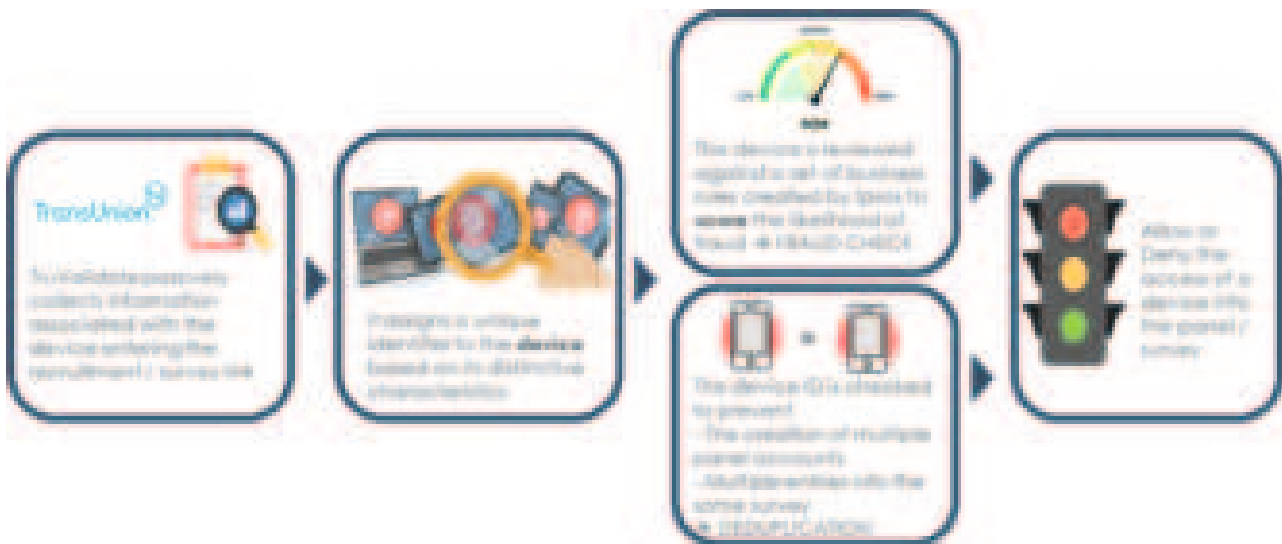 TransUnion
TruValidate passively
collects information
associated with the
device entering the
recruitment / survey link
It assigns a unique
identifier to the device
based on its distinctive
characteristics
RISK
The device is reviewed
against a set of business
rules created by Ipsos to
score the likelihood of
fraud → FRAUD CHECK
=
The device ID is checked
to prevent
-The creation of multiple
panel accounts
-Multiple entries into the
same survey
→ DEDUPLICATION
Allow or
Deny the
access of a
device into
the panel /
survey